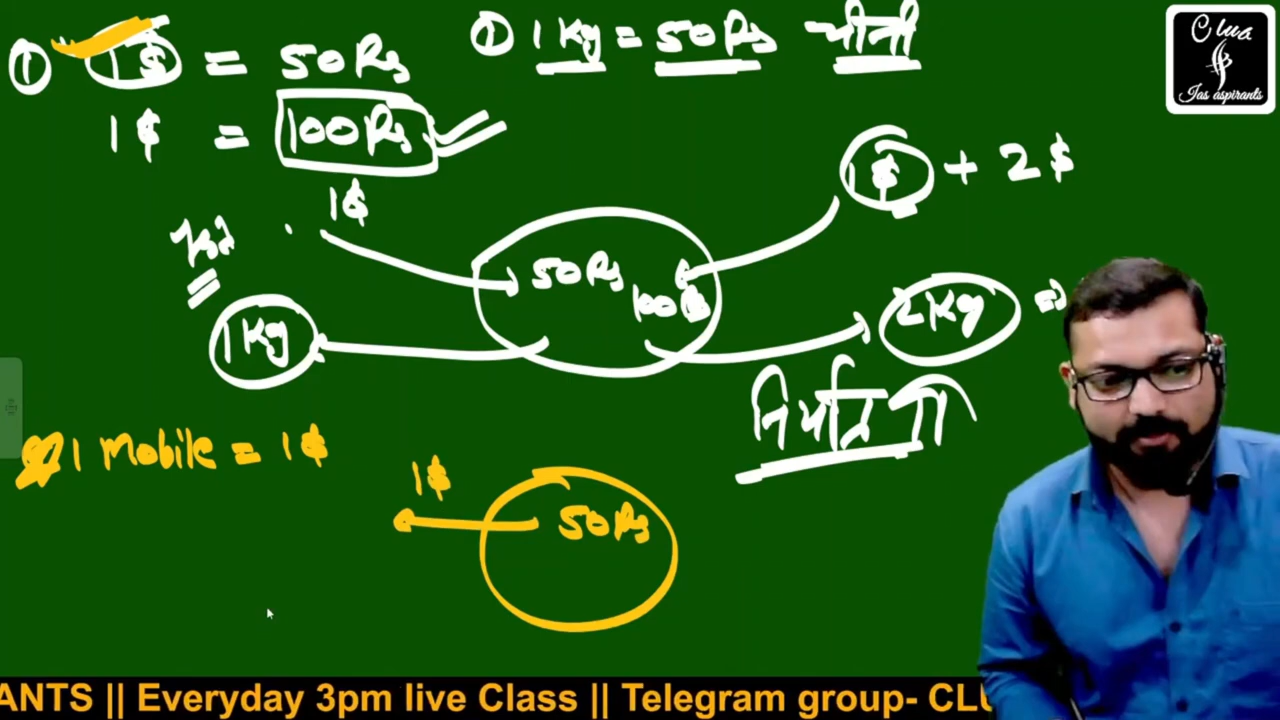 ① 1$ = 50Rs
1$ = 100Rs
① 1Kg = 50Rs चीनी
Clua
Ias aspirants
1$ + 2$
1$
50Rs
100Rs
1Kg
2Kg ⇒
1 Mobile = 1$
1$
50Rs
ANTS || Everyday 3pm live Class || Telegram group- CLU